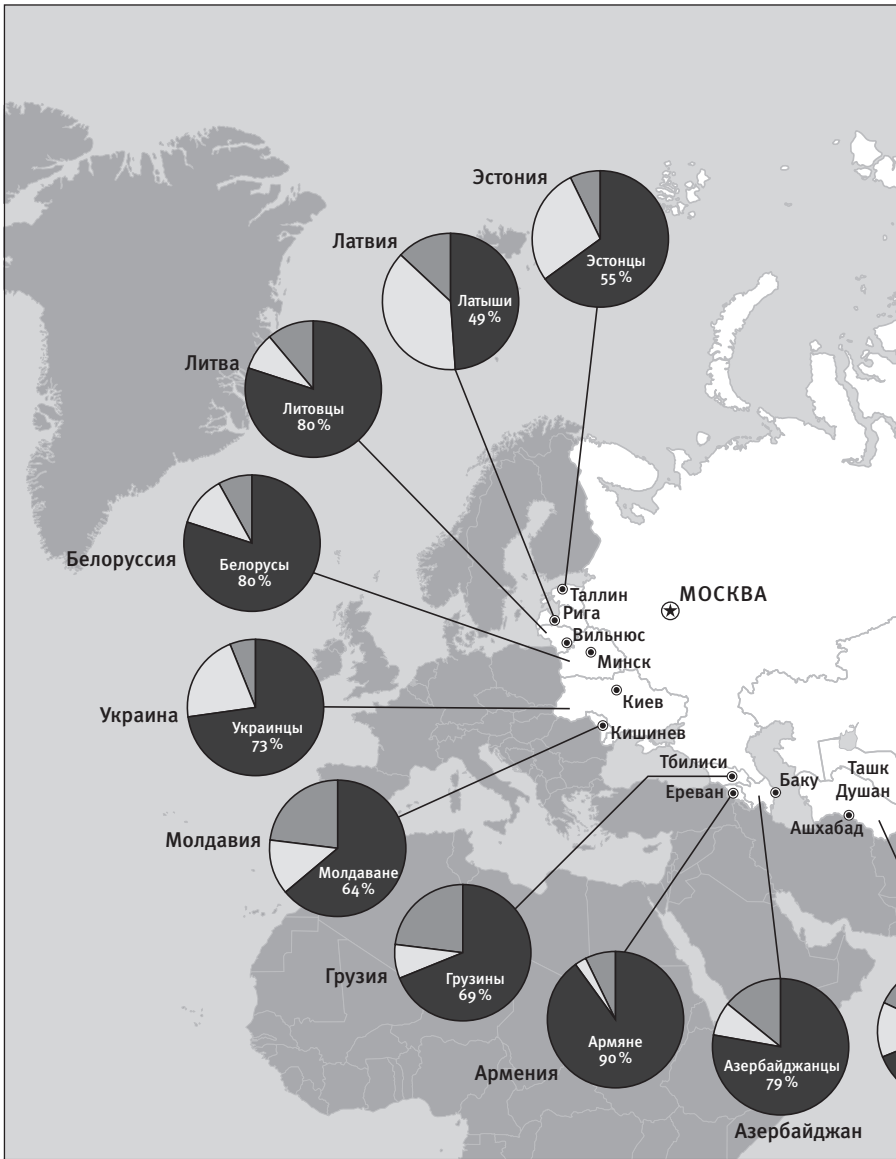 Эстония
Эстонцы
55 %
Латвия
Латыши
49 %
Литва
Литовцы
80 %
Белоруссия
Белорусы
80 %
Таллин
МОСКВА
Рига
Вильнюс
Минск
Украина
Украинцы
73 %
Киев
Кишинев
Тбилиси
Ереван
Баку
Ташк
Душан
Ашхабад
Молдавия
Молдаване
64 %
Грузия
Грузины
69 %
Армения
Армяне
90 %
Азербайджанцы
79 %
Азербайджан